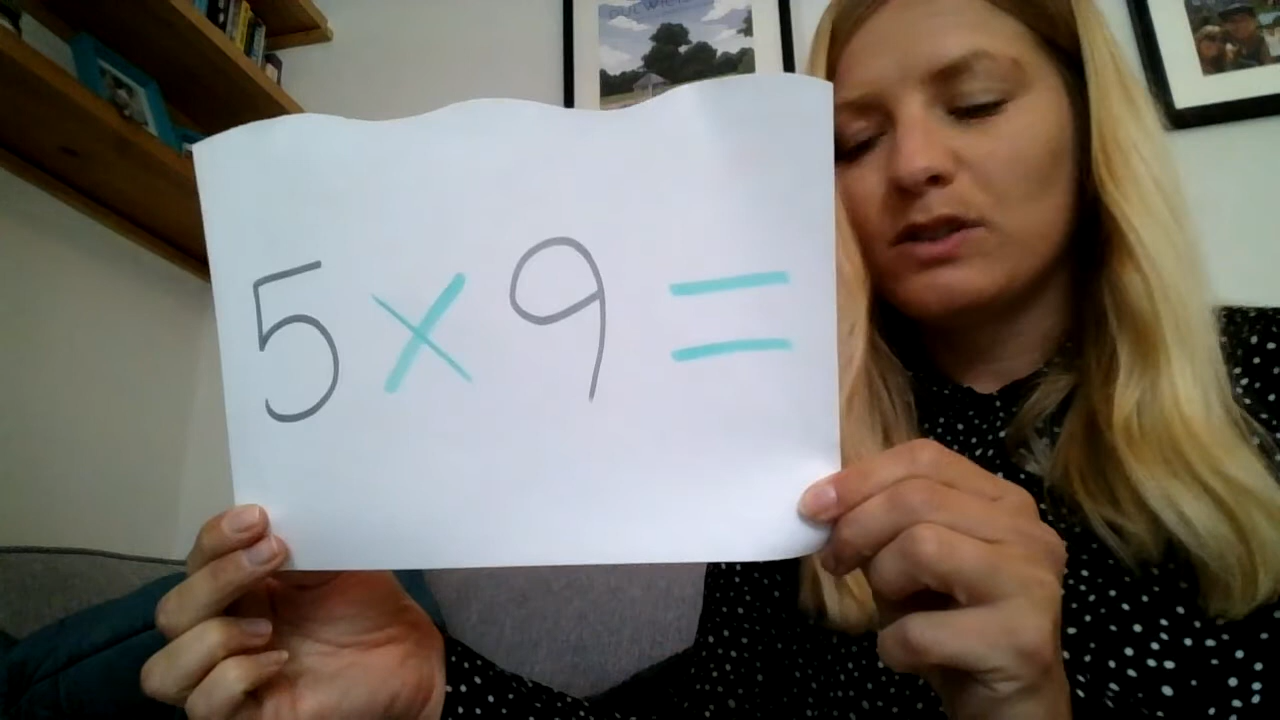 5 × 9 =